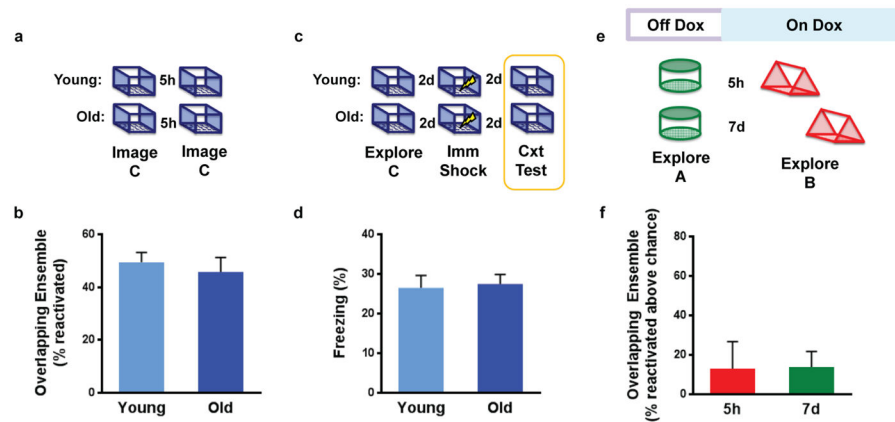 a
Young: 5h
Old: 5h
Image C
Image C
b
Overlapping Ensemble
(% reactivated)
60
40
20
0
Young Old
c
Young: 2d 2d
Old: 2d 2d
Explore C
Imm Shock
Cxt Test
d
Freezing (%)
40
30
20
10
0
Young Old
Off Dox On Dox
e
5h
7d
Explore A
Explore B
f
Overlapping Ensemble
(% reactivated above chance)
80
60
40
20
0
5h 7d